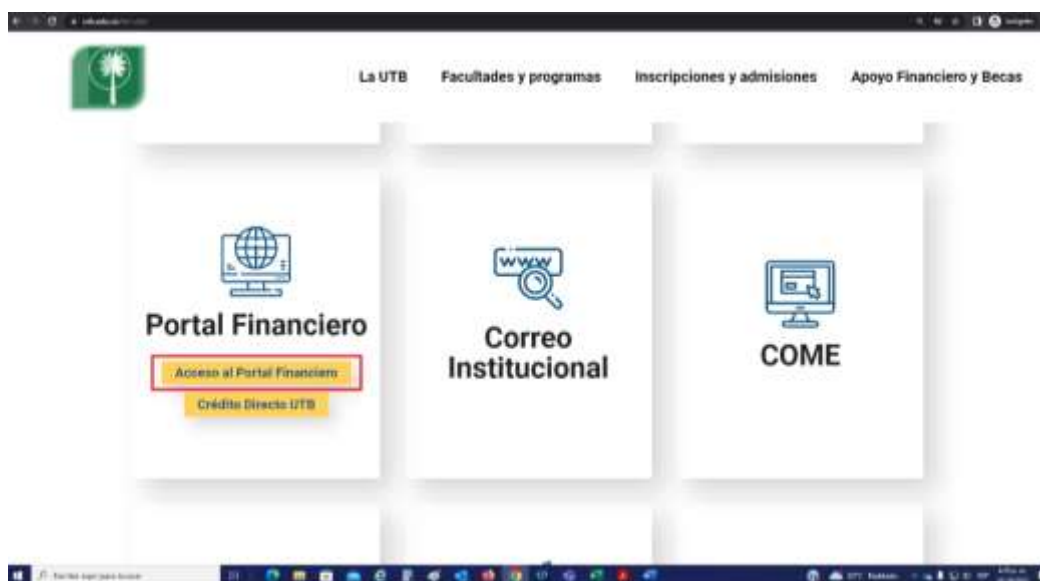 La UTB Facultades y programas Inscripciones y admisiones Apoyo Financiero y Becas
www
Portal Financiero
Acceso al Portal Financiero
Crédito Directo UTB
Correo
Institucional
COME